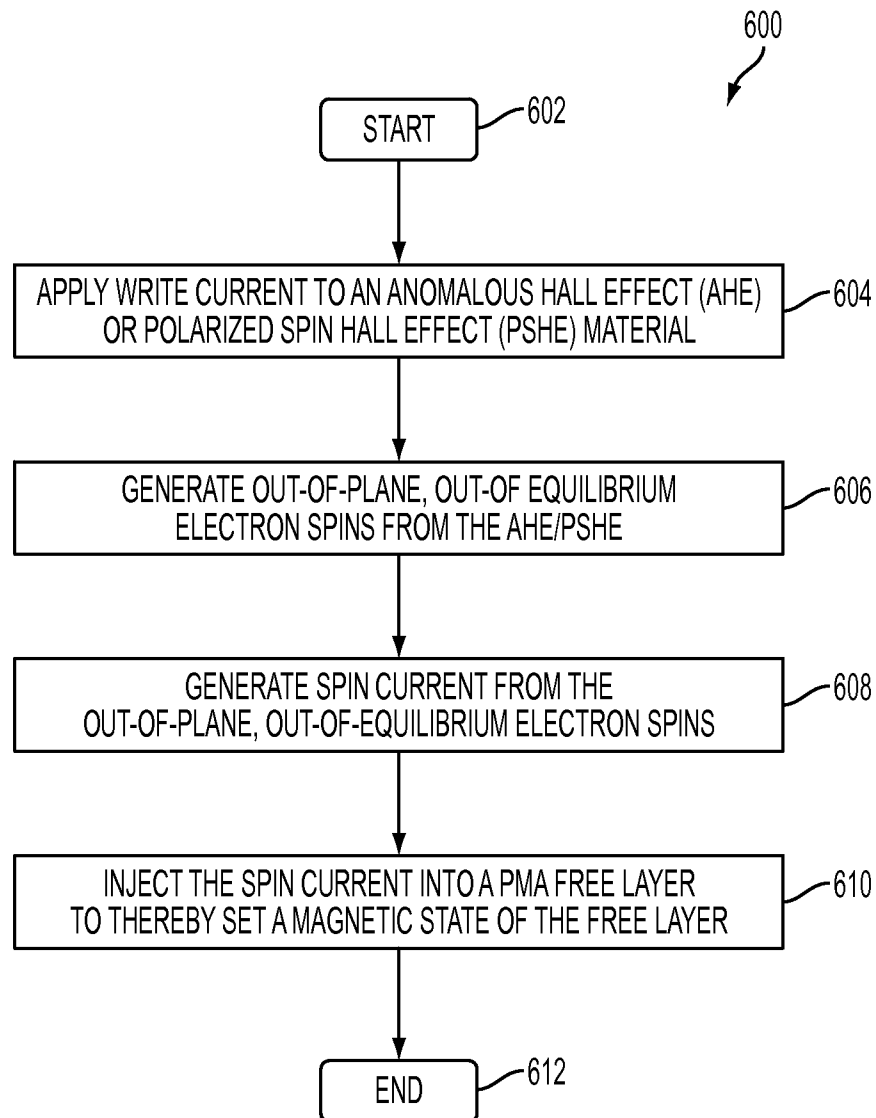 600
START
602
APPLY WRITE CURRENT TO AN ANOMALOUS HALL EFFECT (AHE)
OR POLARIZED SPIN HALL EFFECT (PSHE) MATERIAL
604
GENERATE OUT-OF-PLANE, OUT-OF EQUILIBRIUM
ELECTRON SPINS FROM THE AHE/PSHE
606
GENERATE SPIN CURRENT FROM THE
OUT-OF-PLANE, OUT-OF-EQUILIBRIUM ELECTRON SPINS
608
INJECT THE SPIN CURRENT INTO A PMA FREE LAYER
TO THEREBY SET A MAGNETIC STATE OF THE FREE LAYER
610
END
612